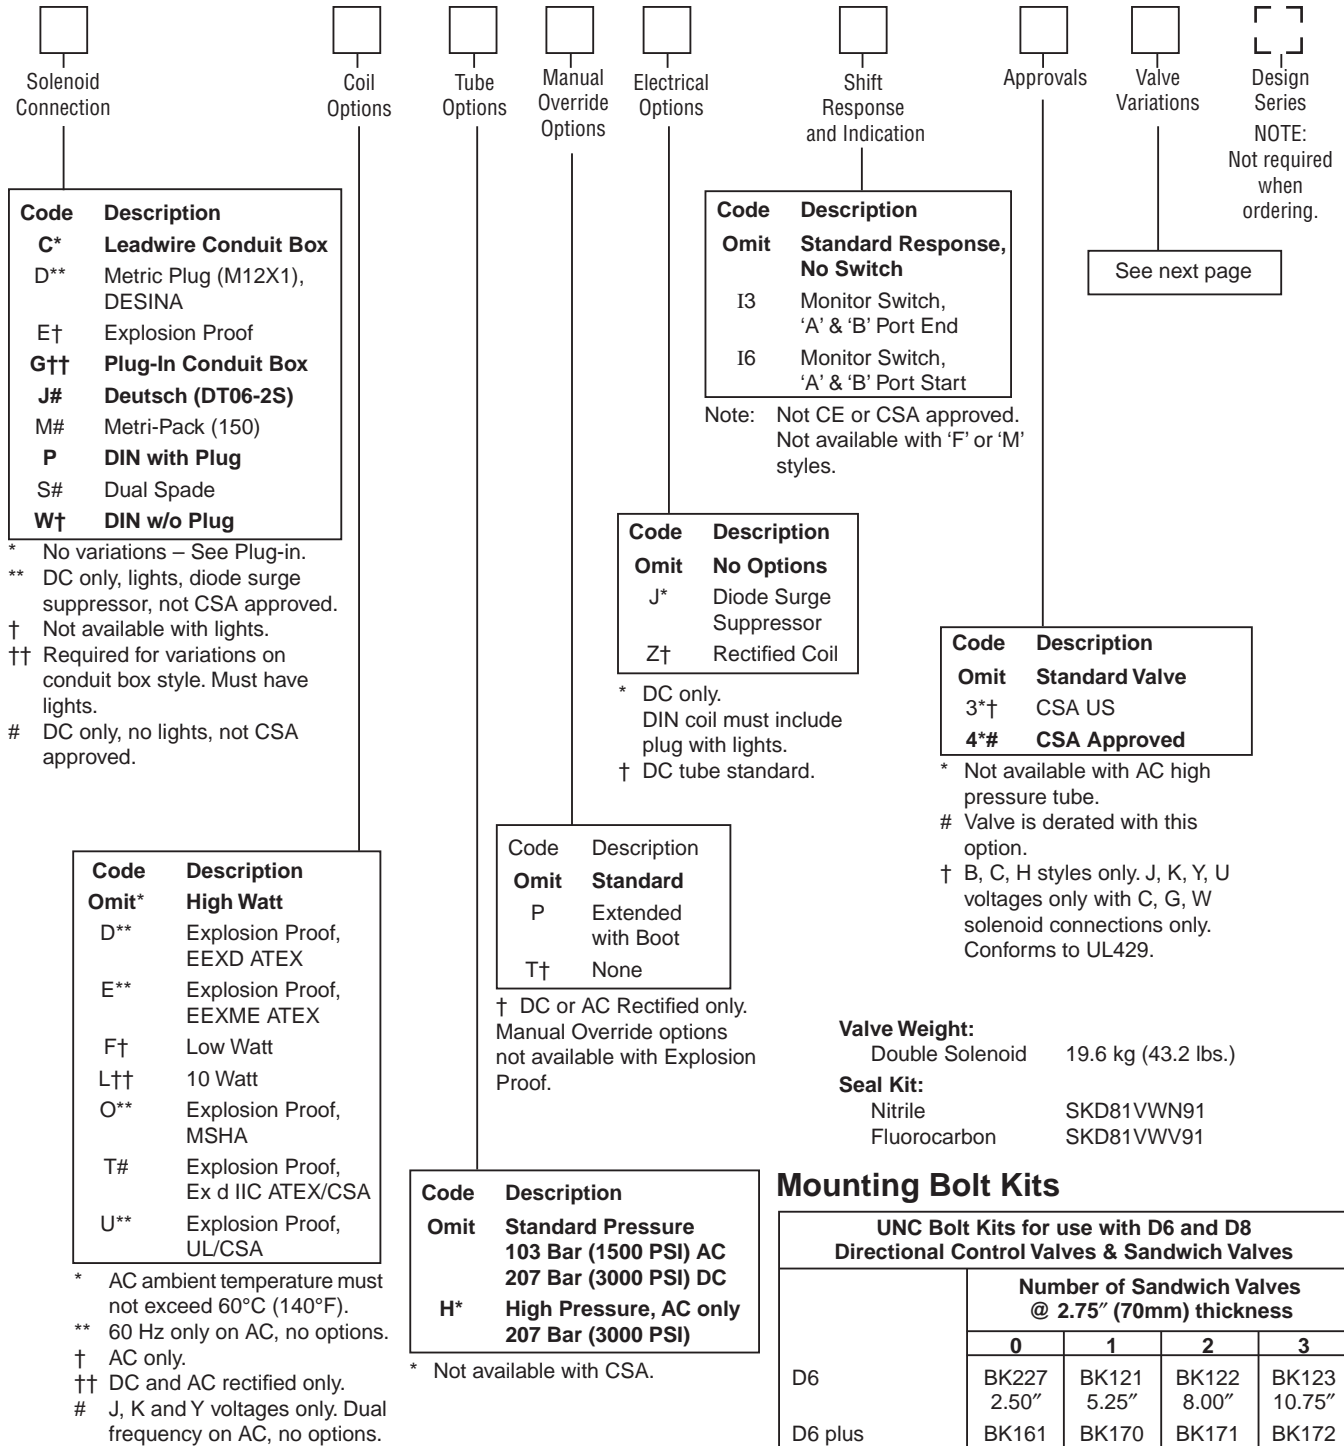 Solenoid
Connection
Coil
Options
Tube
Options
Manual
Override
Options
Electrical
Options
Shift
Response
and Indication
Approvals
Valve
Variations
Design
Series
NOTE:
Not required
when
ordering.
Code Description
C* Leadwire Conduit Box
D** Metric Plug (M12X1),
DESINA
E† Explosion Proof
G†† Plug-In Conduit Box
J# Deutsch (DT06-2S)
M# Metri-Pack (150)
P DIN with Plug
S# Dual Spade
W† DIN w/o Plug
* No variations – See Plug-in.
** DC only, lights, diode surge
suppressor, not CSA approved.
† Not available with lights.
†† Required for variations on
conduit box style. Must have
lights.
# DC only, no lights, not CSA
approved.
Code Description
Omit Standard Response,
No Switch
I3 Monitor Switch,
‘A’ & ‘B’ Port End
I6 Monitor Switch,
‘A’ & ‘B’ Port Start
Note: Not CE or CSA approved.
Not available with ‘F’ or ‘M’
styles.
See next page
Code Description
Omit No Options
J* Diode Surge
Suppressor
Z† Rectified Coil
* DC only.
DIN coil must include
plug with lights.
† DC tube standard.
Code Description
Omit Standard Valve
3*† CSA US
4*# CSA Approved
* Not available with AC high
pressure tube.
# Valve is derated with this
option.
† B, C, H styles only. J, K, Y, U
voltages only with C, G, W
solenoid connections only.
Conforms to UL429.
Code Description
Omit* High Watt
D** Explosion Proof,
EEXD ATEX
E** Explosion Proof,
EEXME ATEX
F† Low Watt
L†† 10 Watt
O** Explosion Proof,
MSHA
T# Explosion Proof,
Ex d IIC ATEX/CSA
U** Explosion Proof,
UL/CSA
* AC ambient temperature must
not exceed 60°C (140°F).
** 60 Hz only on AC, no options.
† AC only.
†† DC and AC rectified only.
# J, K and Y voltages only. Dual
frequency on AC, no options.
Code Description
Omit Standard
P Extended
with Boot
T† None
† DC or AC Rectified only.
Manual Override options
not available with Explosion
Proof.
Code Description
Omit Standard Pressure
103 Bar (1500 PSI) AC
207 Bar (3000 PSI) DC
H* High Pressure, AC only
207 Bar (3000 PSI)
* Not available with CSA.
Valve Weight:
Double Solenoid 19.6 kg (43.2 lbs.)
Seal Kit:
Nitrile SKD81VWN91
Fluorocarbon SKD81VWV91
Mounting Bolt Kits
UNC Bolt Kits for use with D6 and D8
Directional Control Valves & Sandwich Valves
Number of Sandwich Valves
@ 2.75″ (70mm) thickness
0 1 2 3
D6 BK227 BK121 BK122 BK123
2.50″ 5.25″ 8.00″ 10.75″
D6 plus BK161 BK170 BK171 BK172